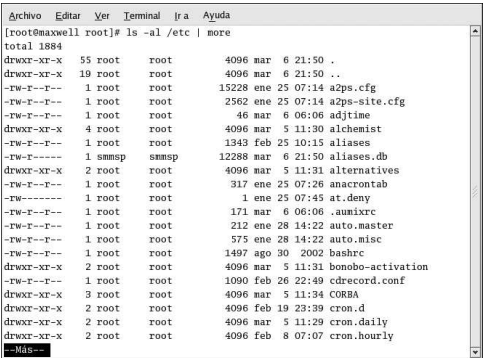 Archivo Editar Ver Terminal Ir a Ayuda
[root@maxwell root]# ls -al /etc | more
total 1884
drwxr-xr-x 55 root root 4096 mar 6 21:50 .
drwxr-xr-x 19 root root 4096 mar 6 21:50 ..
-rw-r--r-- 1 root root 15228 ene 25 07:14 a2ps.cfg
-rw-r--r-- 1 root root 2562 ene 25 07:14 a2ps-site.cfg
-rw-r--r-- 1 root root 46 mar 6 06:06 adjtime
drwxr-xr-x 4 root root 4096 mar 5 11:30 alchemist
-rw-r--r-- 1 root root 1343 feb 25 10:15 aliases
-rw-r----- 1 smmsp smmsp 12288 mar 6 21:50 aliases.db
drwxr-xr-x 2 root root 4096 mar 5 11:31 alternatives
-rw-r--r-- 1 root root 317 ene 25 07:26 anacrontab
-rw------- 1 root root 1 ene 25 07:45 at.deny
-rw-r--r-- 1 root root 171 mar 6 06:06 .aumixrc
-rw-r--r-- 1 root root 212 ene 28 14:22 auto.master
-rw-r--r-- 1 root root 575 ene 28 14:22 auto.misc
-rw-r--r-- 1 root root 1497 ago 30 2002 bashrc
drwxr-xr-x 2 root root 4096 mar 5 11:31 bonobo-activation
-rw-r--r-- 1 root root 1090 feb 26 22:49 cdrecord.conf
drwxr-xr-x 3 root root 4096 mar 5 11:34 CORBA
drwxr-xr-x 2 root root 4096 feb 19 23:39 cron.d
drwxr-xr-x 2 root root 4096 mar 5 11:29 cron.daily
drwxr-xr-x 2 root root 4096 feb 8 07:07 cron.hourly
--Más--